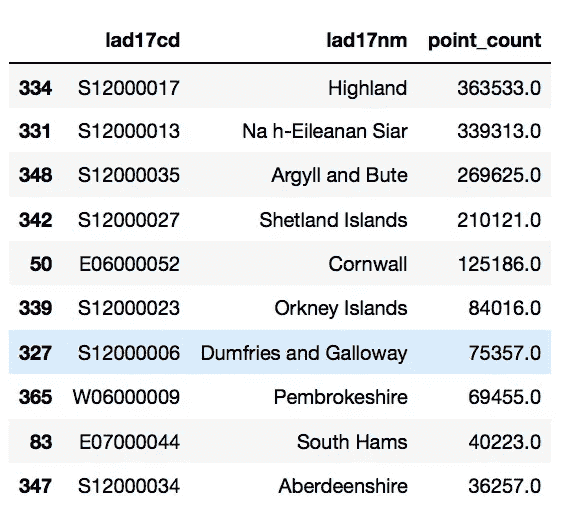 lad17cd lad17nm point_count
334 S12000017 Highland 363533.0
331 S12000013 Na h-Eileanan Siar 339313.0
348 S12000035 Argyll and Bute 269625.0
342 S12000027 Shetland Islands 210121.0
50 E06000052 Cornwall 125186.0
339 S12000023 Orkney Islands 84016.0
327 S12000006 Dumfries and Galloway 75357.0
365 W06000009 Pembrokeshire 69455.0
83 E07000044 South Hams 40223.0
347 S12000034 Aberdeenshire 36257.0